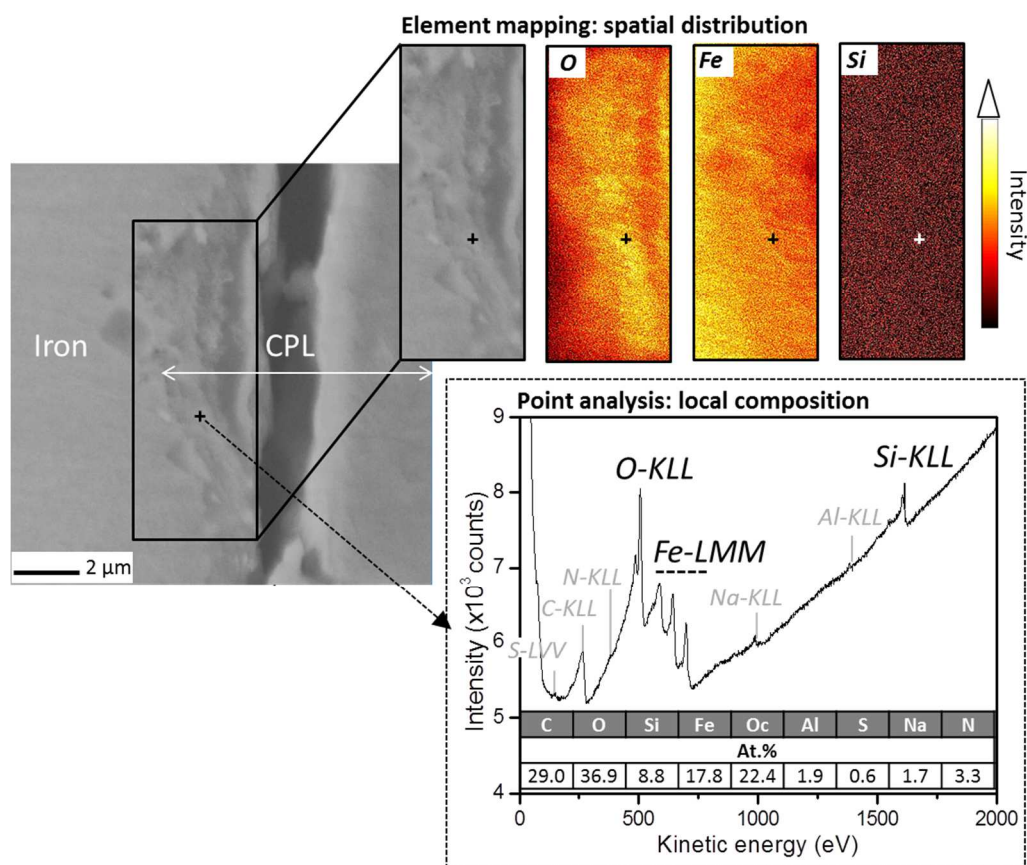 Element mapping: spatial distribution
O
Fe
Si
Intensity
Iron
CPL
2 µm
Point analysis: local composition
9
8
7
6
5
4
Intensity (x10³ counts)
O-KLL
Si-KLL
Fe-LMM
Al-KLL
N-KLL
C-KLL
Na-KLL
S-LVV
C O Si Fe Oc Al S Na N
At.%
29.0 36.9 8.8 17.8 22.4 1.9 0.6 1.7 3.3
0 500 1000 1500 2000
Kinetic energy (eV)